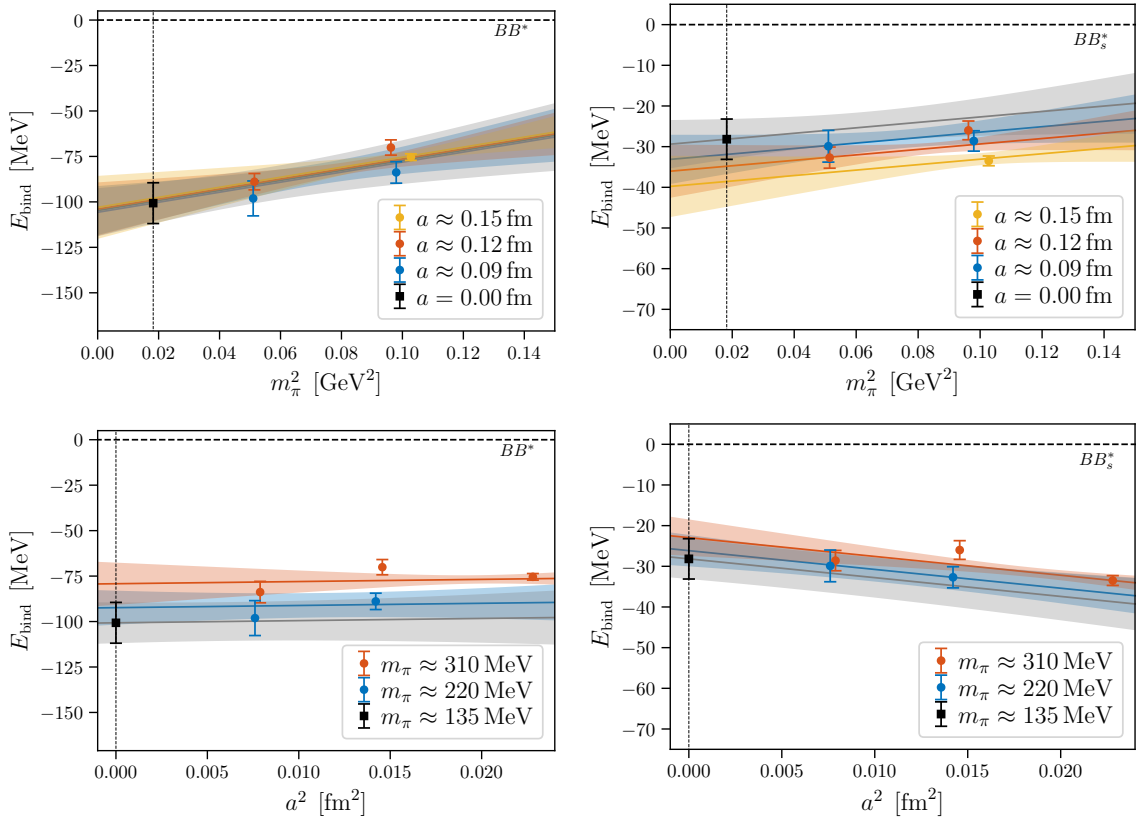 BB*
E_bind [MeV]
0
−25
−50
−75
−100
−125
−150
a ≈ 0.15 fm
a ≈ 0.12 fm
a ≈ 0.09 fm
a = 0.00 fm
0.00 0.02 0.04 0.06 0.08 0.10 0.12 0.14
m_π^2 [GeV^2]
BB_s^*
E_bind [MeV]
0
−10
−20
−30
−40
−50
−60
−70
a ≈ 0.15 fm
a ≈ 0.12 fm
a ≈ 0.09 fm
a = 0.00 fm
0.00 0.02 0.04 0.06 0.08 0.10 0.12 0.14
m_π^2 [GeV^2]
BB*
E_bind [MeV]
0
−25
−50
−75
−100
−125
−150
m_π ≈ 310 MeV
m_π ≈ 220 MeV
m_π ≈ 135 MeV
0.000 0.005 0.010 0.015 0.020
a^2 [fm^2]
BB_s^*
E_bind [MeV]
0
−10
−20
−30
−40
−50
−60
−70
m_π ≈ 310 MeV
m_π ≈ 220 MeV
m_π ≈ 135 MeV
0.000 0.005 0.010 0.015 0.020
a^2 [fm^2]